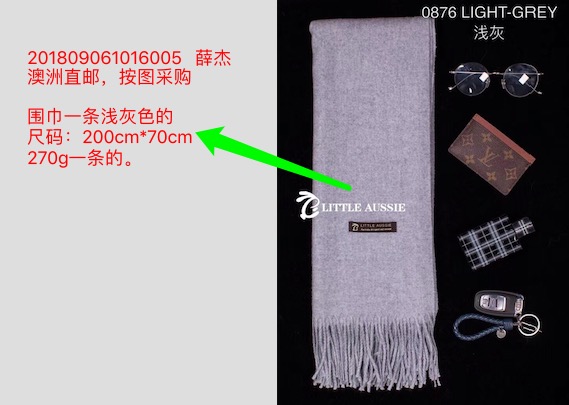 201809061016005 薛杰
澳洲直邮，按图采购
围巾一条浅灰色的
尺码：200cm*70cm
270g一条的。
0876 LIGHT-GREY
浅灰
LITTLE AUSSIE
LITTLE AUSSIE